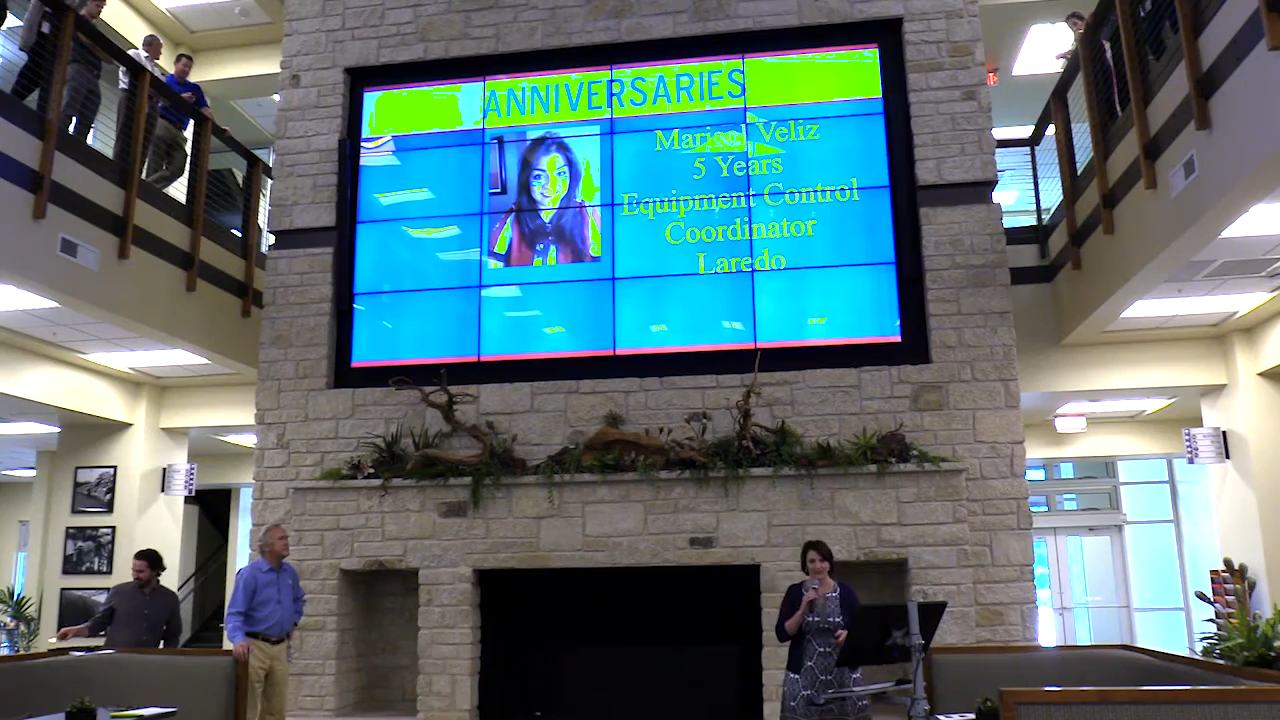 ANNIVERSARIES
Marisol Veliz
5 Years
Equipment Control
Coordinator
Laredo